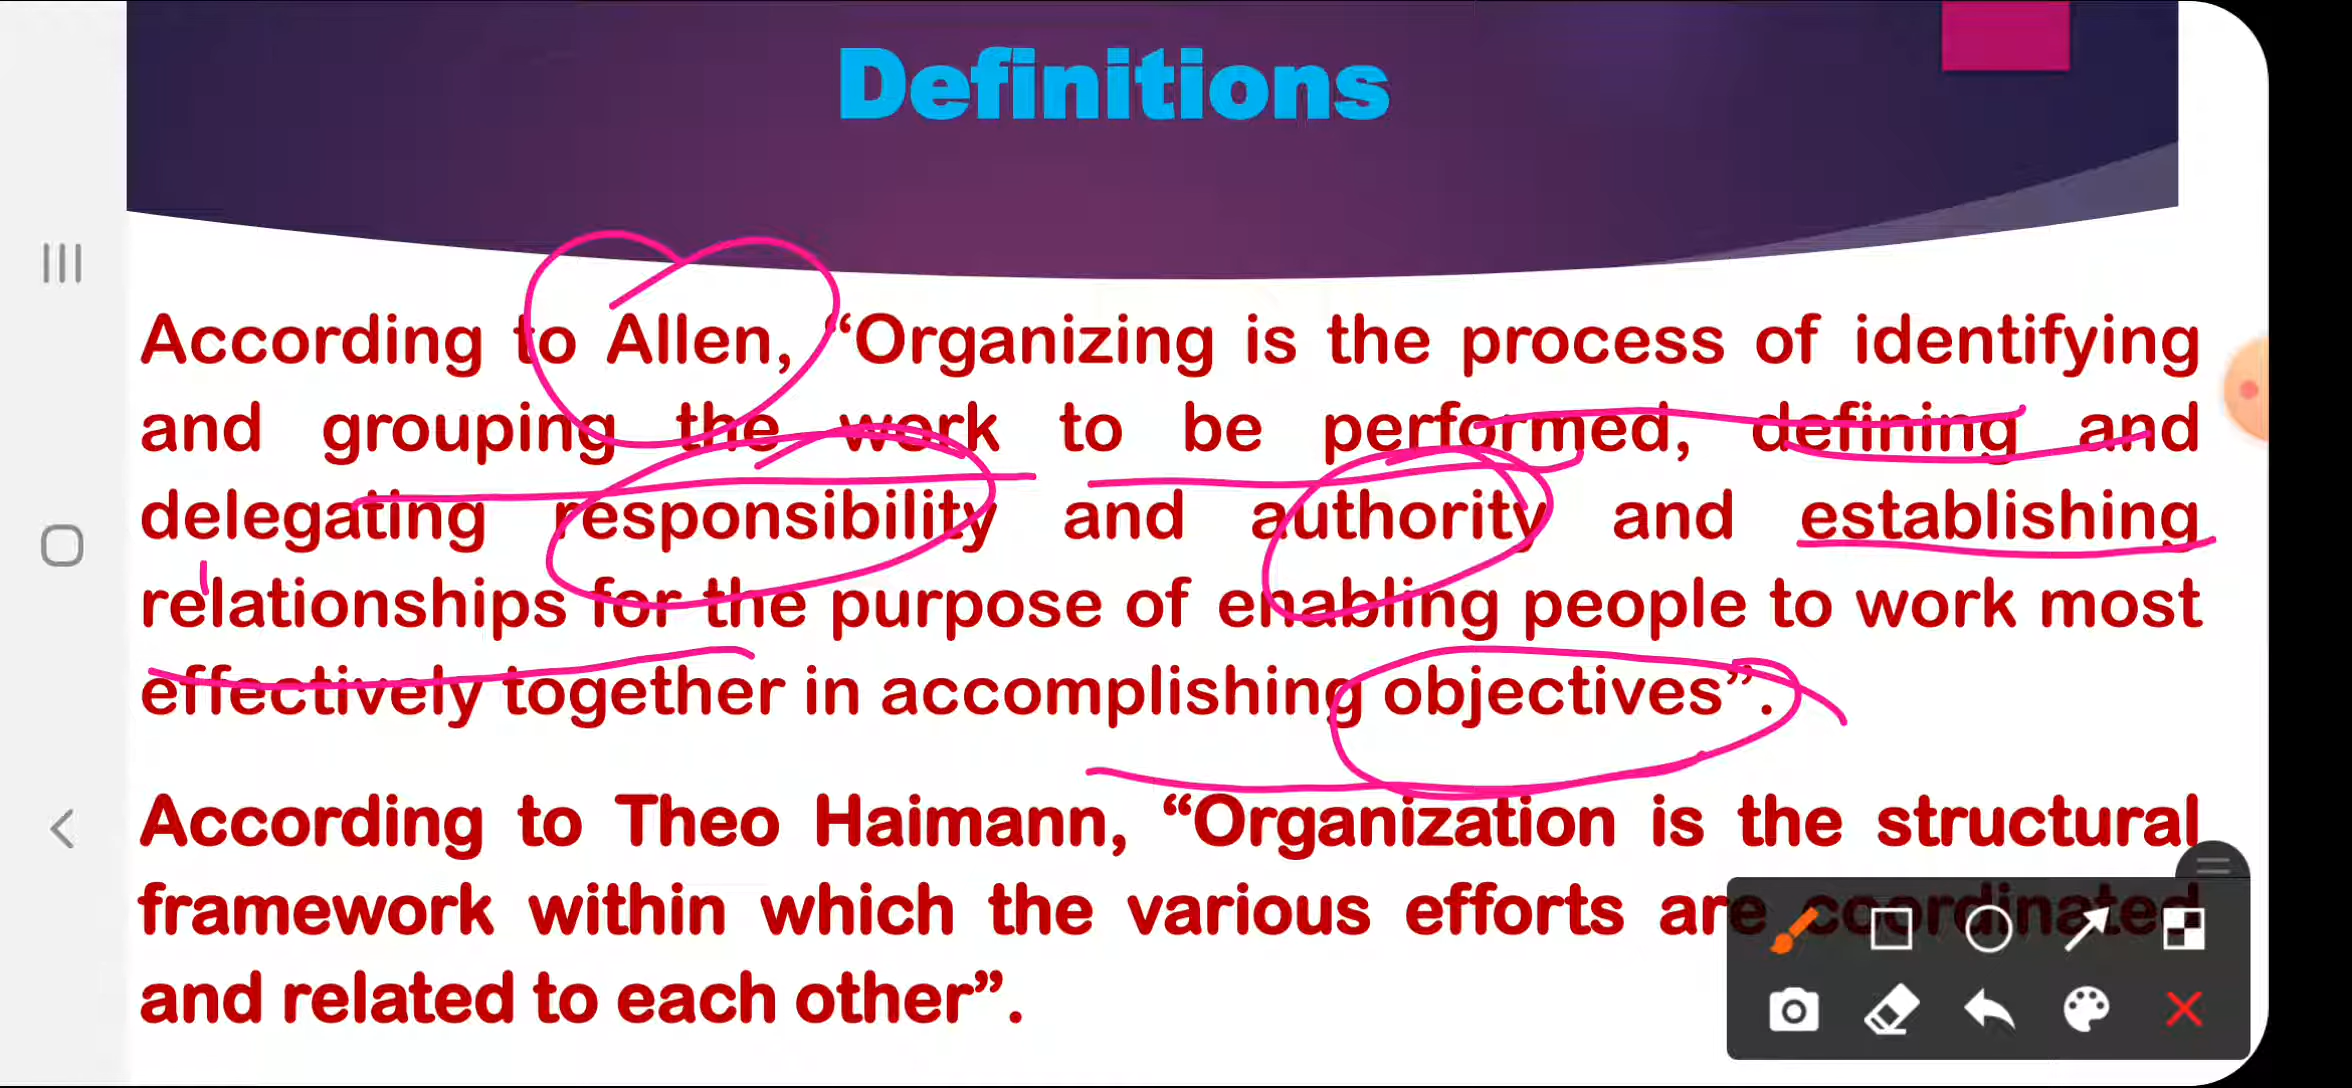 Definitions
According to Allen, “Organizing is the process of identifying
and grouping the work to be performed, defining and
delegating responsibility and authority and establishing
relationships for the purpose of enabling people to work most
effectively together in accomplishing objectives”.
According to Theo Haimann, “Organization is the structural
framework within which the various efforts are coordinated
and related to each other”.